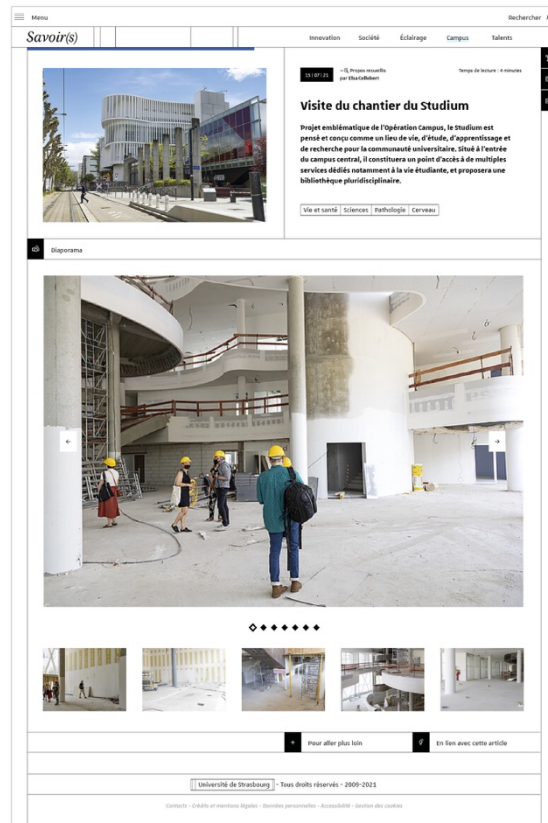 Menu
Rechercher
Savoir(s)
Innovation Société Éclairage Campus Talents
Propos recueillis
par Elsa Collobert
Temps de lecture : 4 minutes
Visite du chantier du Studium
Projet emblématique de l’Opération Campus, le Studium est
pensé et conçu comme un lieu de vie, d’étude, d’apprentissage et
de recherche pour la communauté universitaire. Situé à l’entrée
du campus central, il constituera un point d’accès à de multiples
services dédiés notamment à la vie étudiante, et proposera une
bibliothèque pluridisciplinaire.
Vie et santé Sciences Pathologie Cerveau
Diaporama
Pour aller plus loin
En lien avec cette article
Université de Strasbourg - Tous droits réservés - 2009-2021
Contacts - Crédits et mentions légales - Données personnelles - Accessibilité - Gestion des cookies